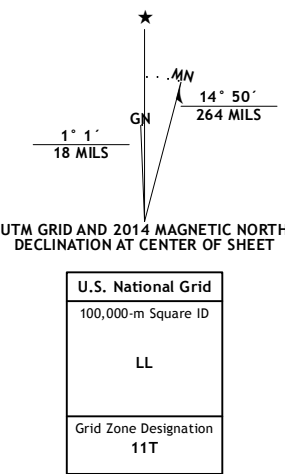 ★
MN
14° 50´
264 MILS
GN
1° 1´
18 MILS
UTM GRID AND 2014 MAGNETIC NORTH
DECLINATION AT CENTER OF SHEET
U.S. National Grid
100,000-m Square ID
LL
Grid Zone Designation
11T